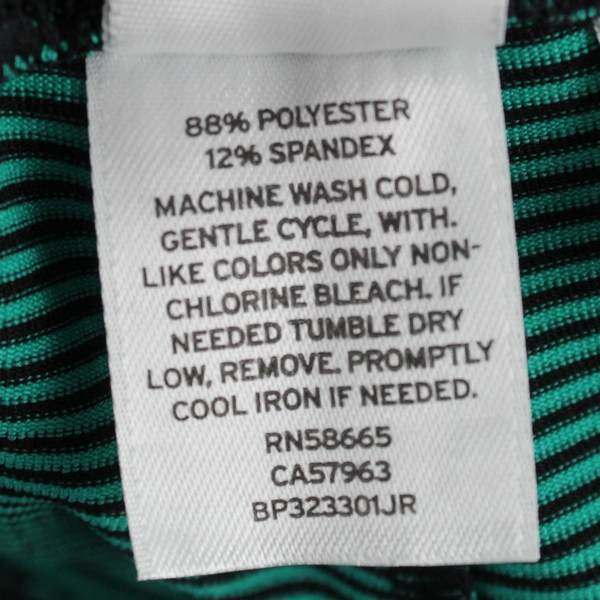 88% POLYESTER
12% SPANDEX
MACHINE WASH COLD,
GENTLE CYCLE, WITH.
LIKE COLORS ONLY NON-
CHLORINE BLEACH. IF
NEEDED TUMBLE DRY
LOW, REMOVE. PROMPTLY
COOL IRON IF NEEDED.
RN58665
CA57963
BP323301JR